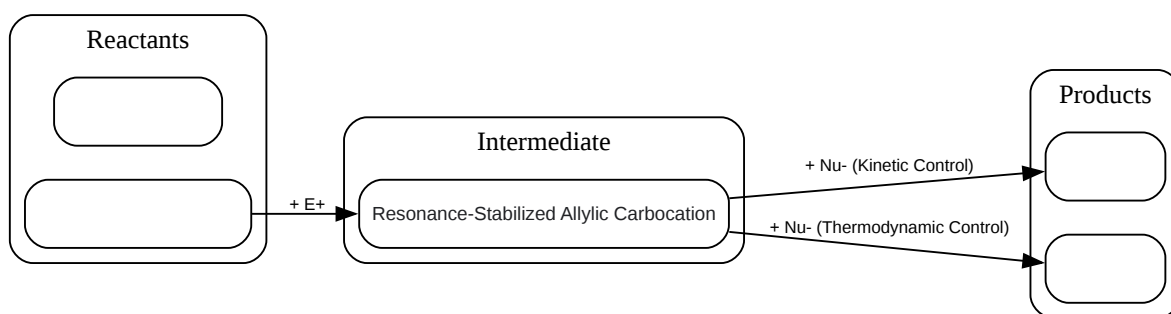 Reactants
+ E+
Intermediate
Resonance-Stabilized Allylic Carbocation
+ Nu- (Kinetic Control)
+ Nu- (Thermodynamic Control)
Products